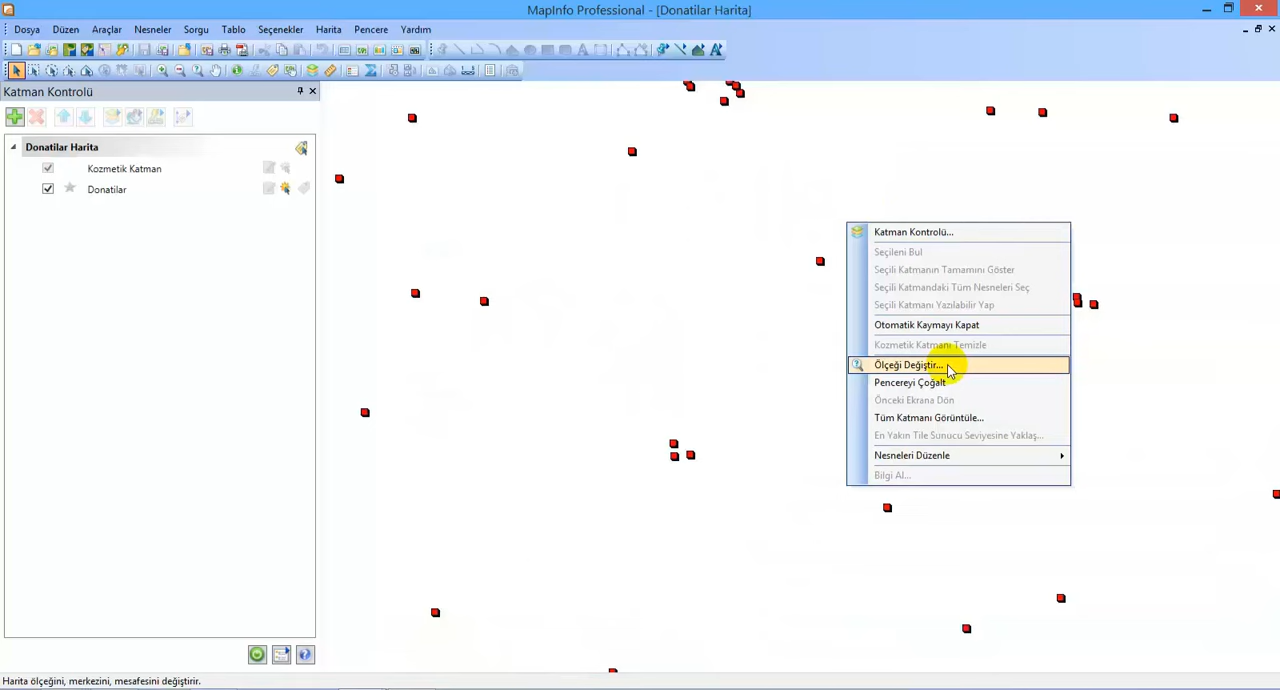 MapInfo Professional - [Donatilar Harita]
Dosya Düzen Araçlar Nesneler Sorgu Tablo Seçenekler Harita Pencere Yardım
Katman Kontrolü
Donatilar Harita
Kozmetik Katman
Donatilar
Katman Kontrolü...
Seçileni Bul
Seçili Katmanın Tamamını Göster
Seçili Katmandaki Tüm Nesneleri Seç
Seçili Katmanı Yazılabilir Yap
Otomatik Kaymayı Kapat
Kozmetik Katmanı Temizle
Ölçeği Değiştir...
Pencereyi Çoğalt
Önceki Ekrana Dön
Tüm Katmanı Görüntüle...
En Yakın Tile Sunucu Seviyesine Yaklaş...
Nesneleri Düzenle
Bilgi Al...
Harita ölçeğini, merkezini, mesafesini değiştirir.